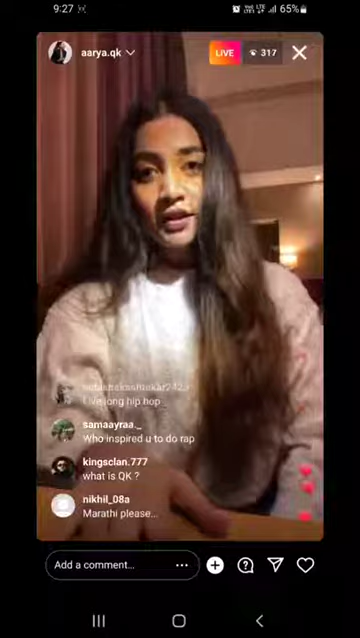 9:27
65%
aarya.qk
LIVE
317
Live long hip hop
samaayraa._
Who inspired u to do rap
kingsclan.777
what is QK ?
nikhil_08a
Marathi please...
Add a comment...